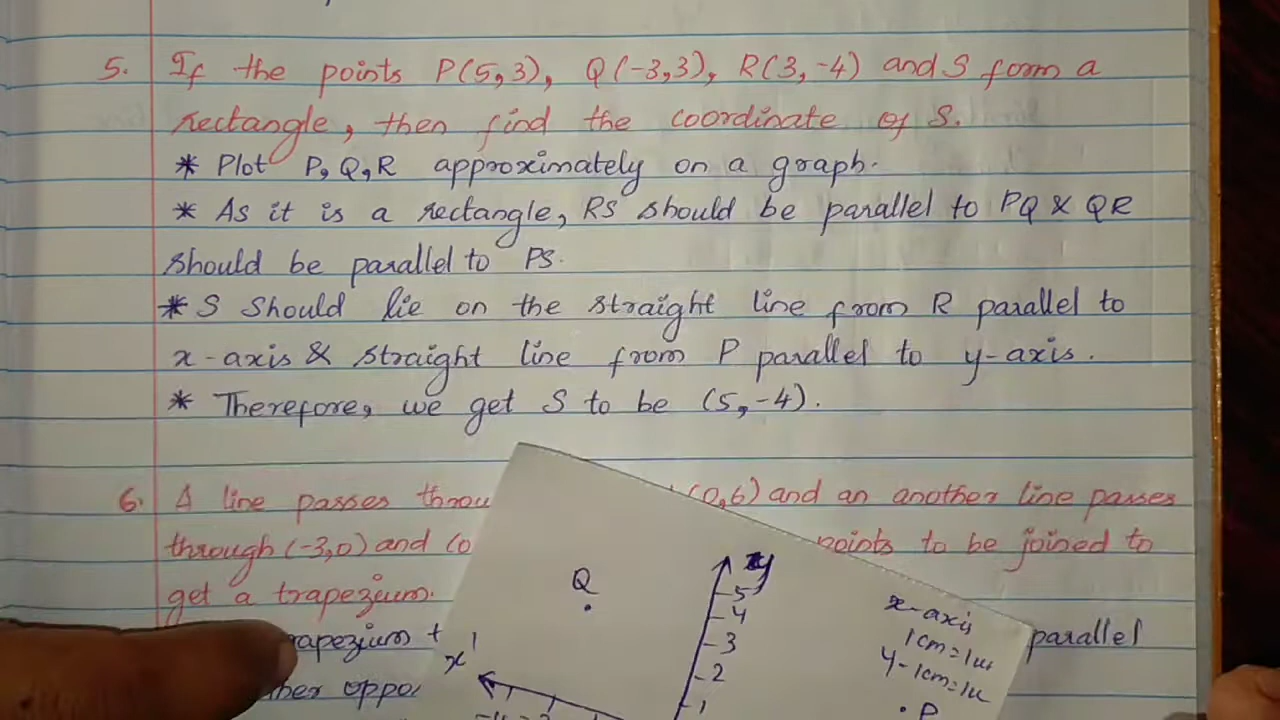 5. If the points P(5,3), Q(-3,3), R(3,-4) and S form a
rectangle, then find the coordinate of S.
* Plot P,Q,R approximately on a graph.
* As it is a rectangle, RS should be parallel to PQ & QR
should be parallel to PS.
* S should lie on the straight line from R parallel to
x-axis & straight line from P parallel to y-axis.
* Therefore, we get S to be (5,-4).
6. A line passes (0,6) and an another line passes
through (-3,0) and points to be joined to
get a trapezium.
parallel
Q
y
5
4
3
2
1
x'
x-axis
1cm=1u
y-1cm=1u
P